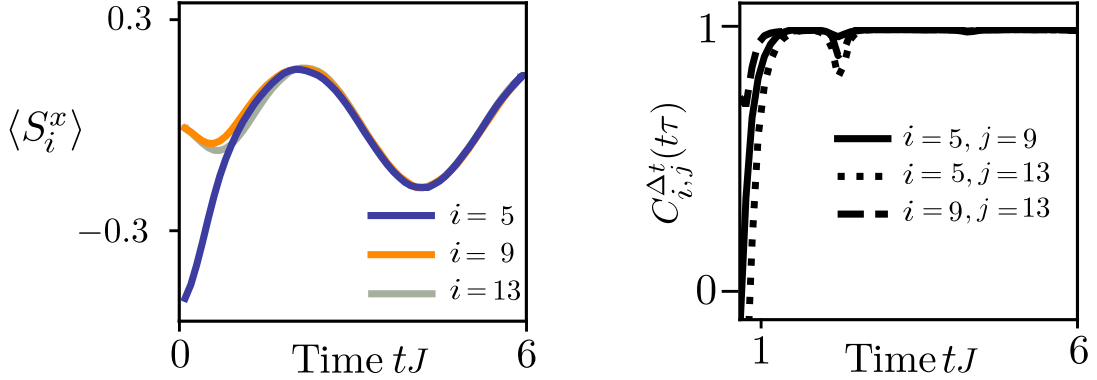 0.3
⟨S_i^x⟩
−0.3
i = 5
i = 9
i = 13
0
Time tJ
6
1
C_{i,j}^{Δt}(tτ)
i = 5, j = 9
i = 5, j = 13
i = 9, j = 13
0
1
Time tJ
6